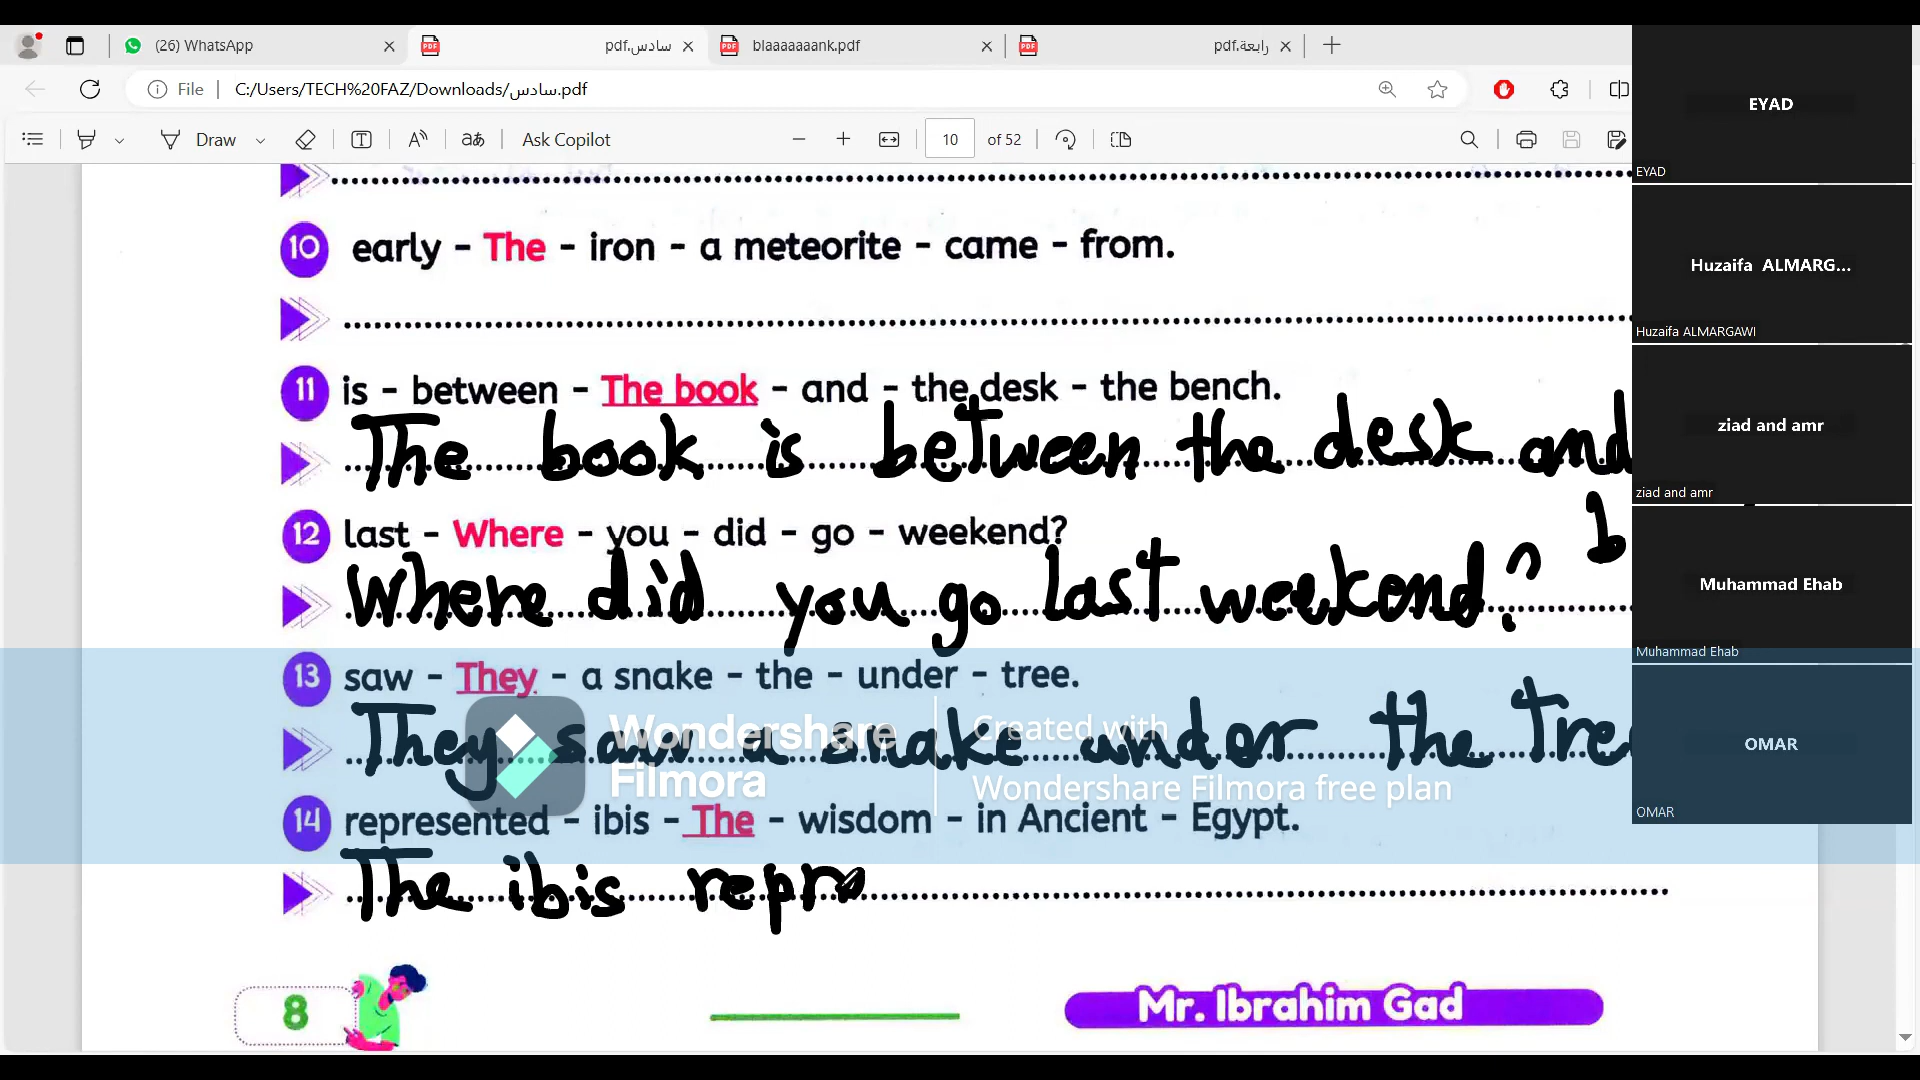 (26) WhatsApp
سادس.pdf
blaaaaaaank.pdf
رابعة.pdf
File
C:/Users/TECH%20FAZ/Downloads/سادس.pdf
Draw
aあ
Ask Copilot
10 of 52
10 early - The - iron - a meteorite - came - from.
11 is - between - The book - and - the desk - the bench.
The book is between the desk and
b
12 last - Where - you - did - go - weekend?
Where did you go last weekend?
13 saw - They - a snake - the - under - tree.
They saw a snake under the tre
14 represented - ibis - The - wisdom - in Ancient - Egypt.
The ibis repre
8
Mr. Ibrahim Gad
Wondershare
Filmora
Created with
Wondershare Filmora free plan
EYAD
EYAD
Huzaifa ALMARG...
Huzaifa ALMARGAWI
ziad and amr
ziad and amr
Muhammad Ehab
Muhammad Ehab
OMAR
OMAR